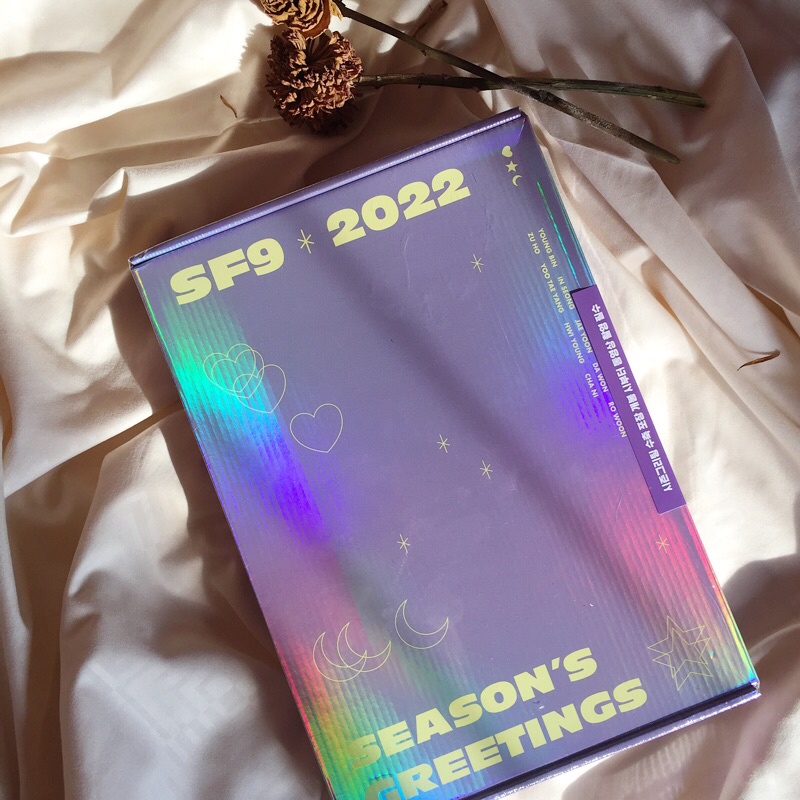 SF9 * 2022
YOUNG BIN IN SEONG JAE YOON DA WON RO WOON
ZU HO YOO TAE YANG HWI YOUNG CHA NI
SEASON'S
GREETINGS